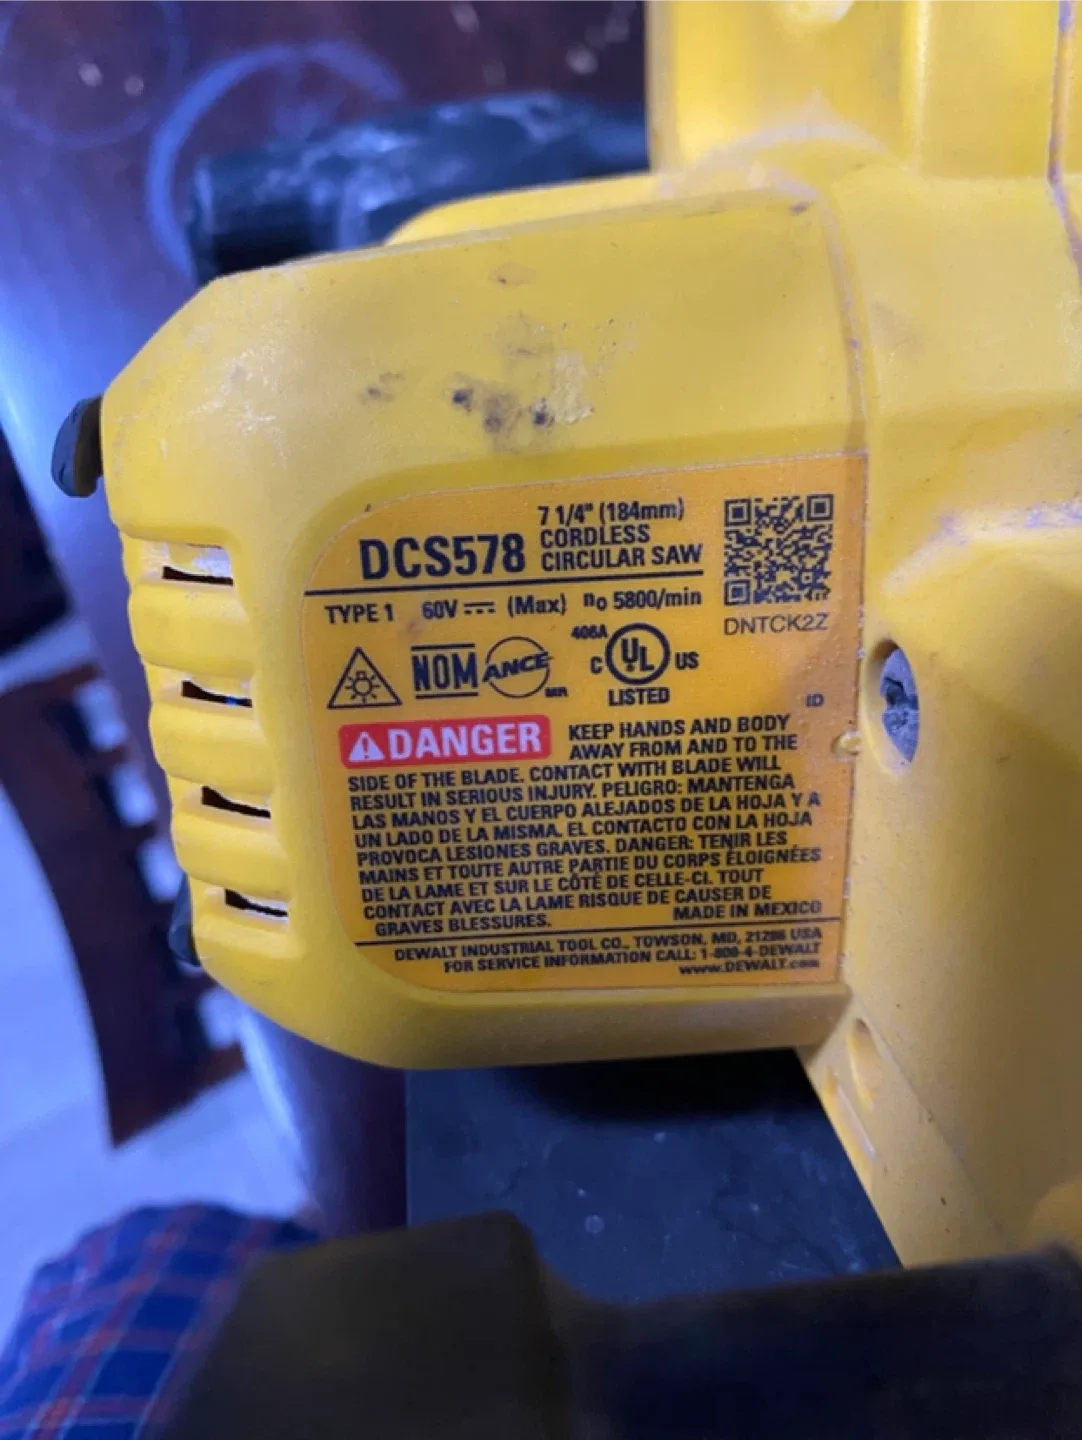 7 1/4" (184mm)
DCS578 CORDLESS
CIRCULAR SAW
TYPE 1 60V (Max) no 5800/min
DNTCK2Z
NOM ANCE MR
406A
C UL US
LISTED
ID
DANGER KEEP HANDS AND BODY
AWAY FROM AND TO THE
SIDE OF THE BLADE. CONTACT WITH BLADE WILL
RESULT IN SERIOUS INJURY. PELIGRO: MANTENGA
LAS MANOS Y EL CUERPO ALEJADOS DE LA HOJA Y A
UN LADO DE LA MISMA. EL CONTACTO CON LA HOJA
PROVOCA LESIONES GRAVES. DANGER: TENIR LES
MAINS ET TOUTE AUTRE PARTIE DU CORPS ÉLOIGNÉES
DE LA LAME ET SUR LE CÔTÉ DE CELLE-CI. TOUT
CONTACT AVEC LA LAME RISQUE DE CAUSER DE
GRAVES BLESSURES. MADE IN MEXICO
DEWALT INDUSTRIAL TOOL CO., TOWSON, MD, 21286 USA
FOR SERVICE INFORMATION CALL: 1-800-4-DEWALT
www.DEWALT.com